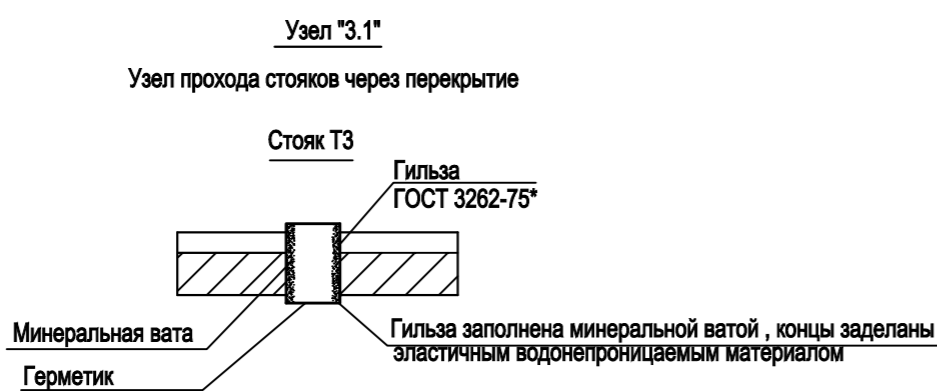 Узел "3.1"
Узел прохода стояков через перекрытие
Стояк Т3
Гильза
ГОСТ 3262-75*
Минеральная вата
Гильза заполнена минеральной ватой , концы заделаны
эластичным водонепроницаемым материалом
Герметик